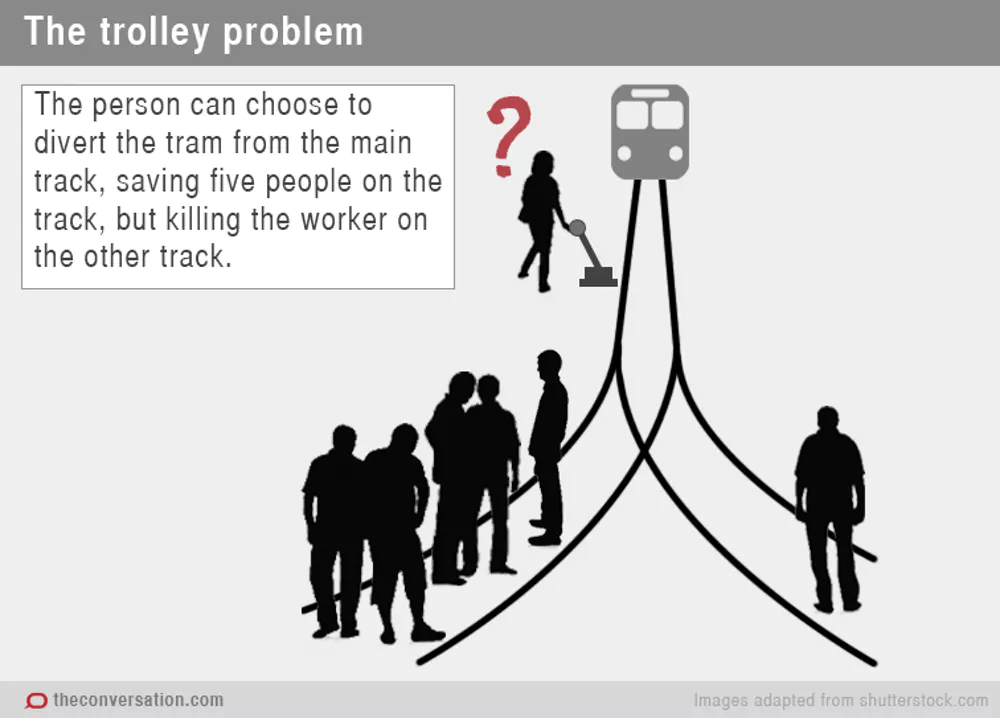 The trolley problem
The person can choose to
divert the tram from the main
track, saving five people on the
track, but killing the worker on
the other track.
?
theconversation.com
Images adapted from shutterstock.com